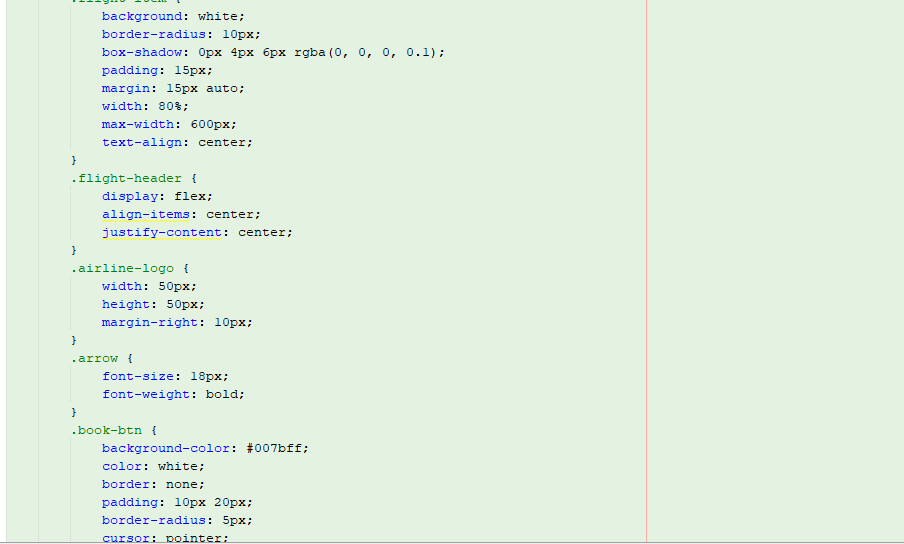 .flight-item {
background: white;
border-radius: 10px;
box-shadow: 0px 4px 6px rgba(0, 0, 0, 0.1);
padding: 15px;
margin: 15px auto;
width: 80%;
max-width: 600px;
text-align: center;
}
.flight-header {
display: flex;
align-items: center;
justify-content: center;
}
.airline-logo {
width: 50px;
height: 50px;
margin-right: 10px;
}
.arrow {
font-size: 18px;
font-weight: bold;
}
.book-btn {
background-color: #007bff;
color: white;
border: none;
padding: 10px 20px;
border-radius: 5px;
cursor: pointer;